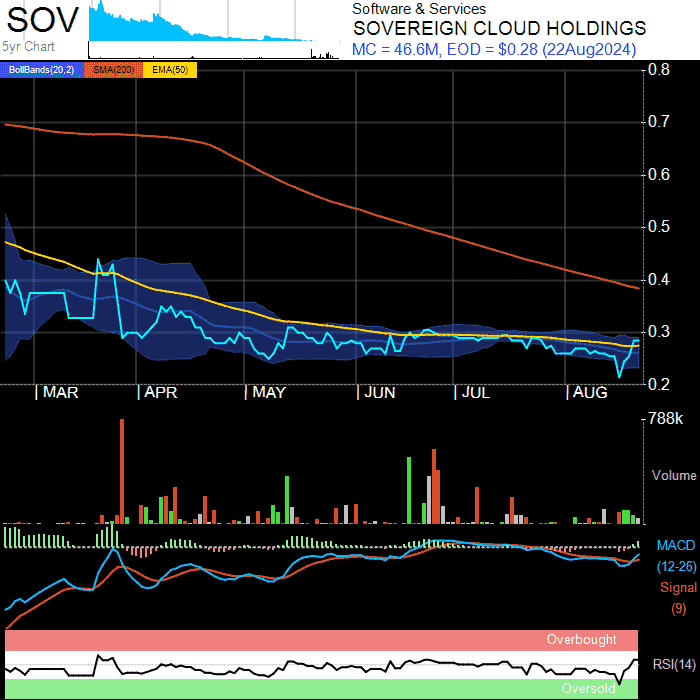 SOV
5yr Chart
Software & Services
SOVEREIGN CLOUD HOLDINGS
MC = 46.6M, EOD = $0.28 (22Aug2024)
BollBands(20,2) SMA(200) EMA(50)
0.8
0.7
0.6
0.5
0.4
0.3
0.2
| MAR | APR | MAY | JUN | JUL | AUG
788k
Volume
MACD
(12-26)
Signal
(9)
Overbought
RSI(14)
Oversold